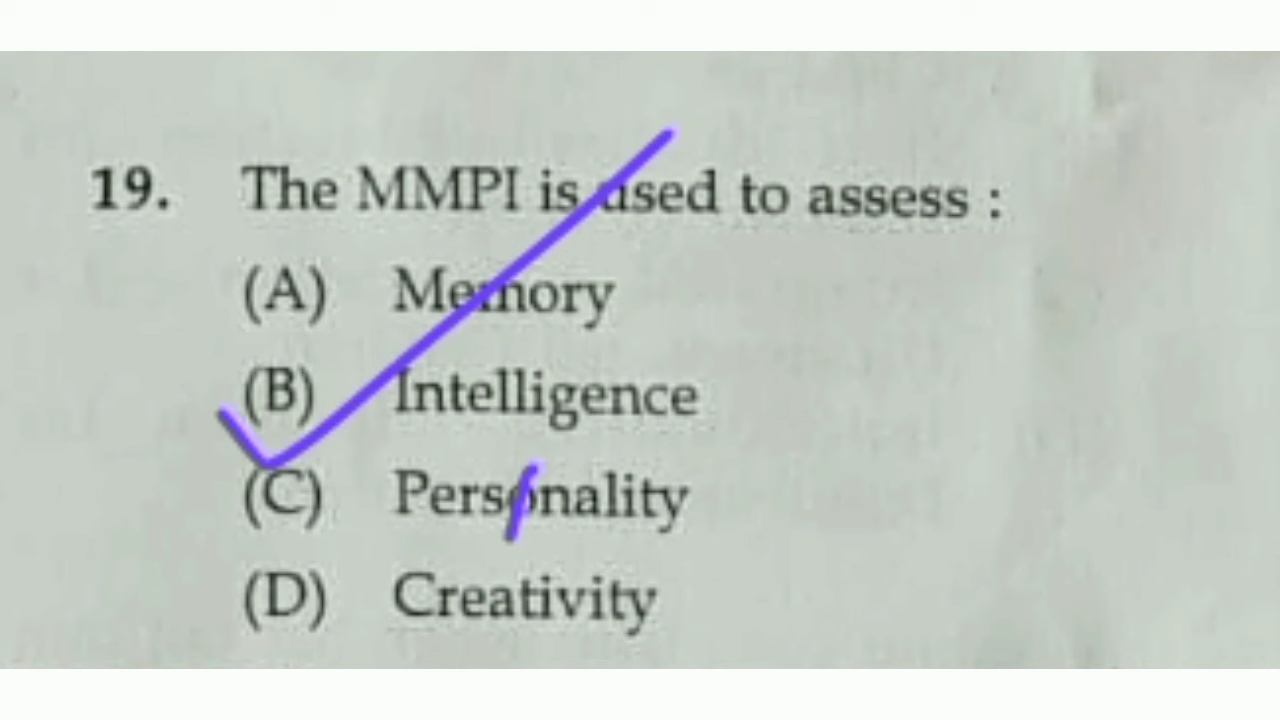 19. The MMPI is used to assess :
(A) Memory
(B) Intelligence
(C) Personality
(D) Creativity